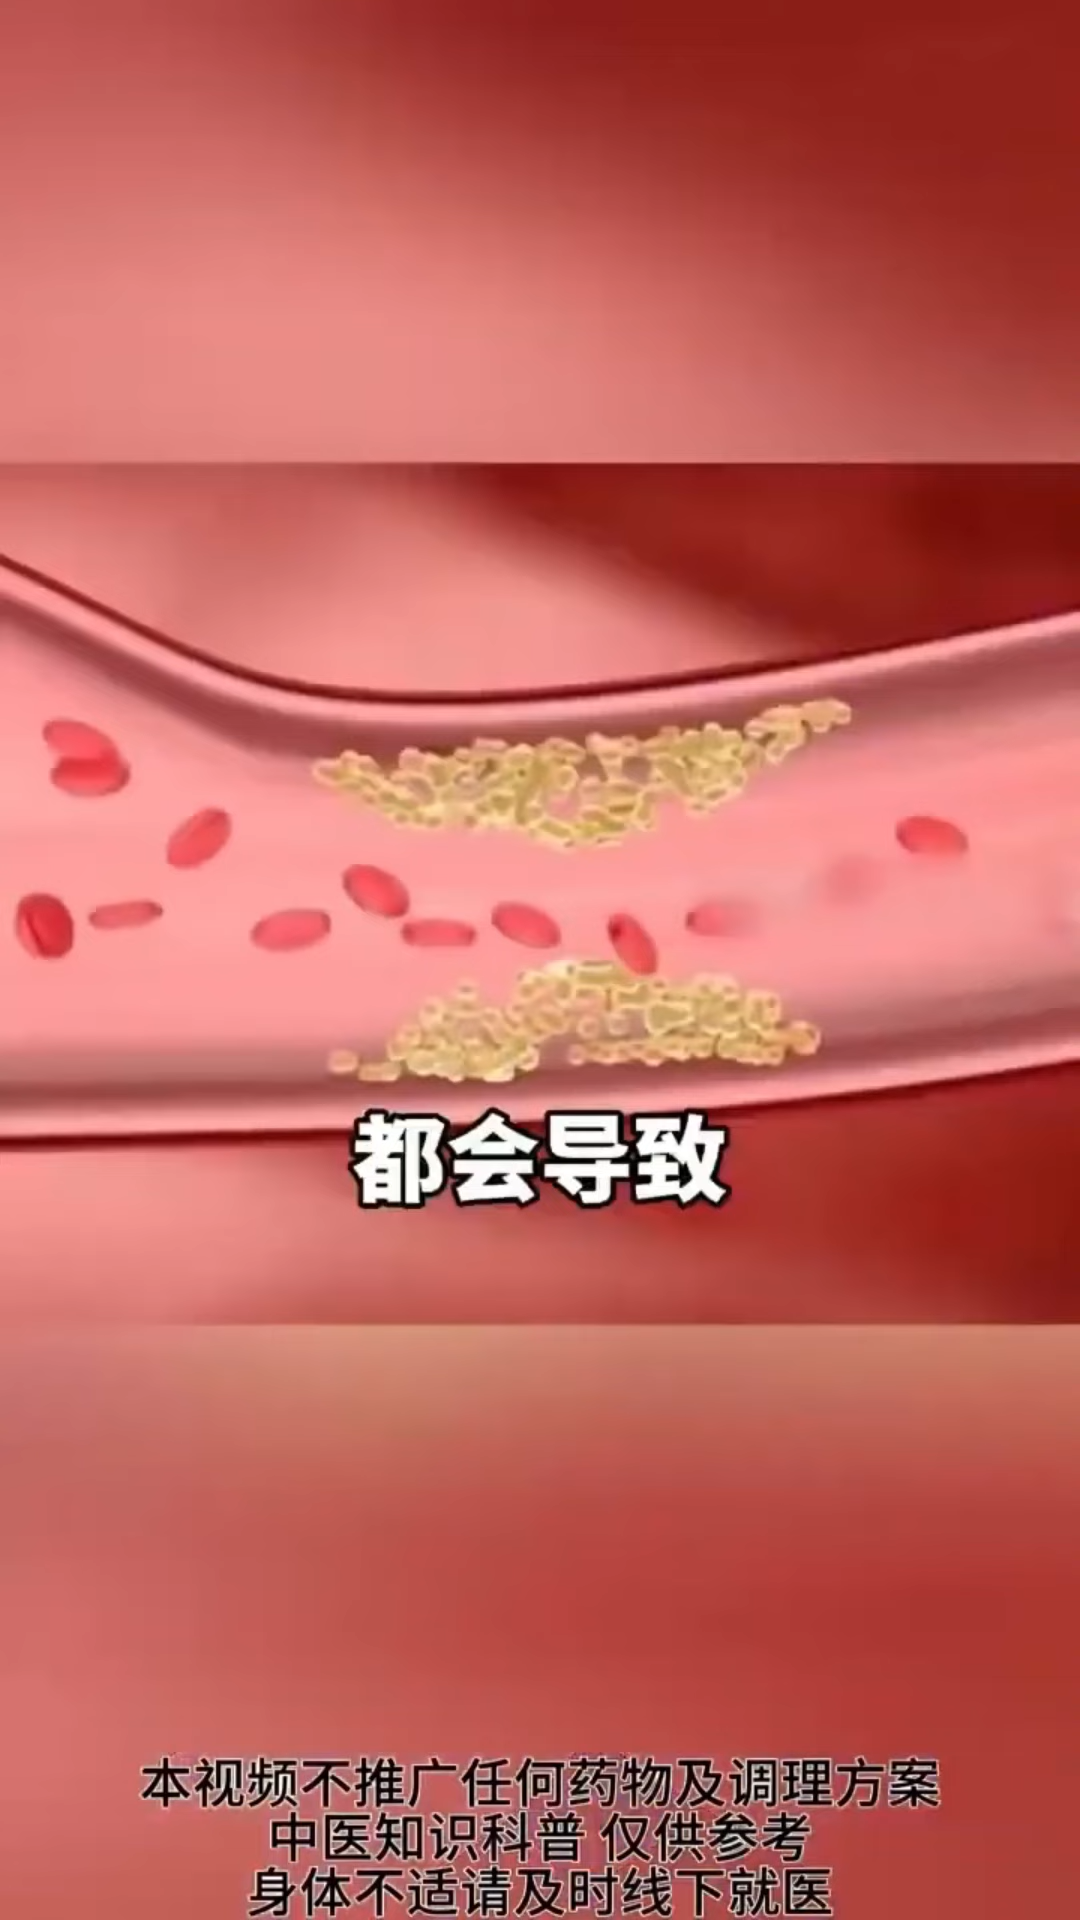 都会导致
本视频不推广任何药物及调理方案
中医知识科普 仅供参考
身体不适请及时线下就医